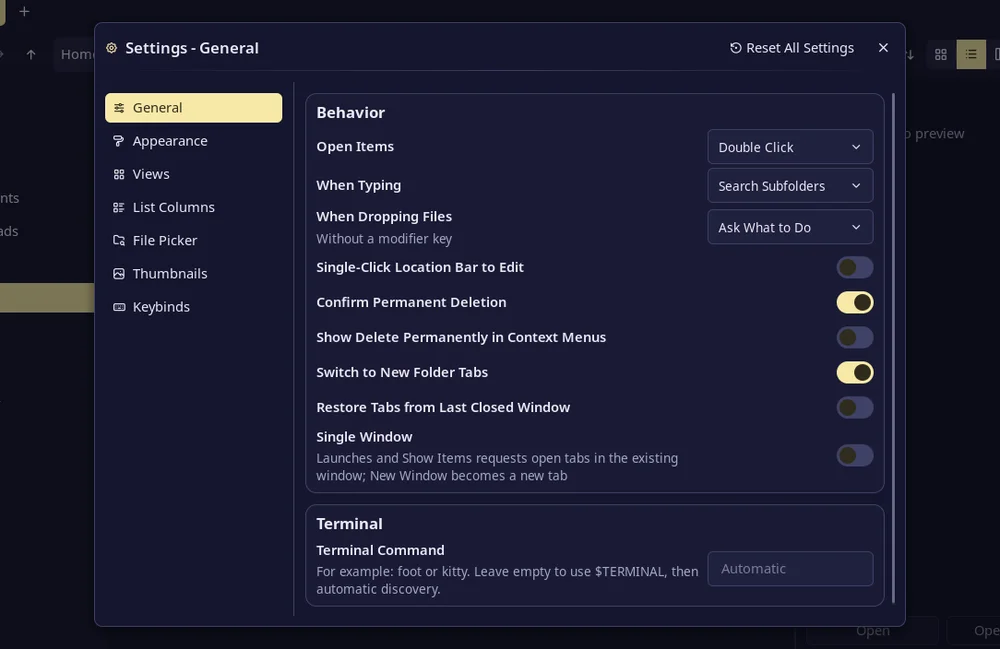 Home
Settings - General
Reset All Settings
General
Appearance
Views
List Columns
File Picker
Thumbnails
Keybinds
Behavior
Open Items
Double Click
When Typing
Search Subfolders
When Dropping Files
Without a modifier key
Ask What to Do
Single-Click Location Bar to Edit
Confirm Permanent Deletion
Show Delete Permanently in Context Menus
Switch to New Folder Tabs
Restore Tabs from Last Closed Window
Single Window
Launches and Show Items requests open tabs in the existing
window; New Window becomes a new tab
Terminal
Terminal Command
For example: foot or kitty. Leave empty to use $TERMINAL, then
automatic discovery.
Automatic
preview
Open